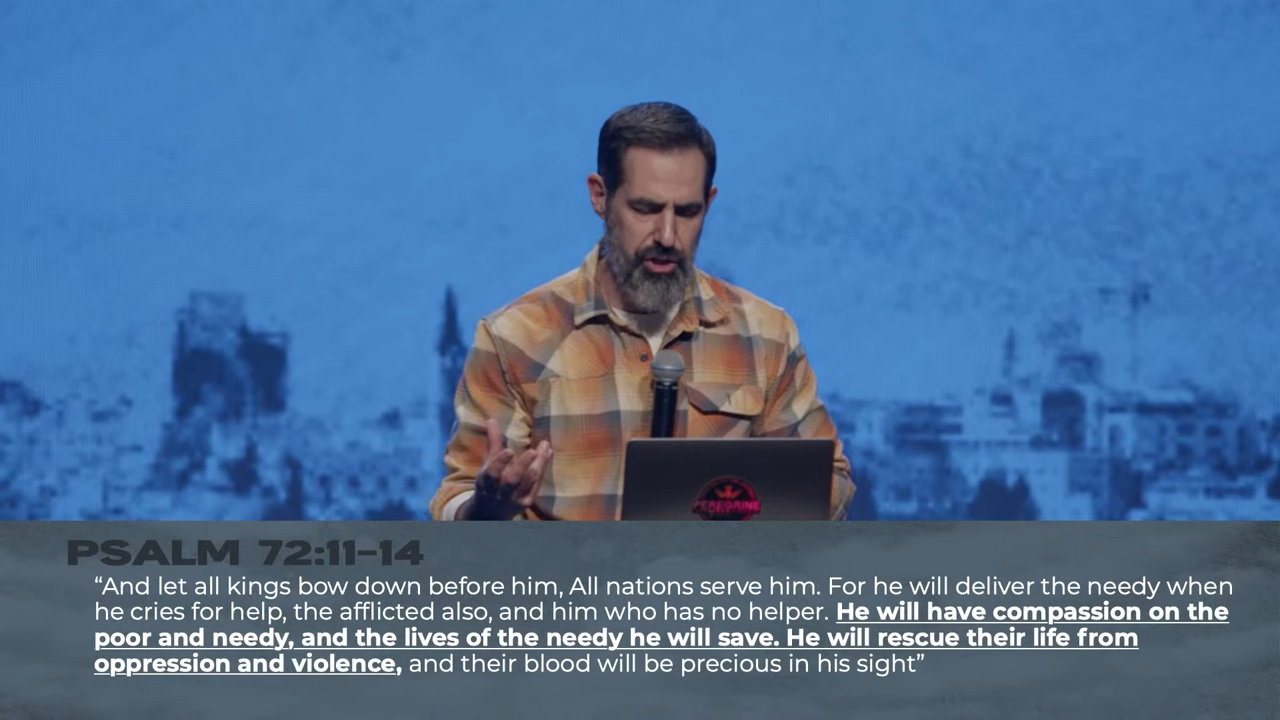 PEREGRINE
PSALM 72:11-14
“And let all kings bow down before him, All nations serve him. For he will deliver the needy when
he cries for help, the afflicted also, and him who has no helper. He will have compassion on the
poor and needy, and the lives of the needy he will save. He will rescue their life from
oppression and violence, and their blood will be precious in his sight”